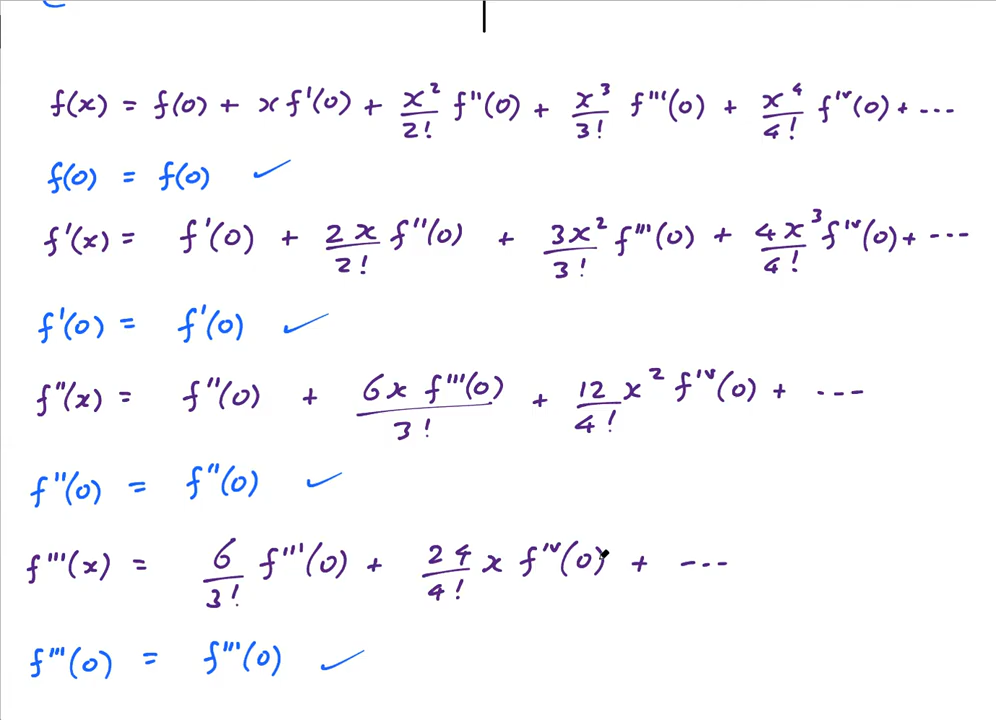 f(x) = f(0) + x f'(0) + x²/2! f''(0) + x³/3! f'''(0) + x⁴/4! f'ᵛ(0) + ...
f(0) = f(0) ✓
f'(x) = f'(0) + 2x/2! f''(0) + 3x²/3! f'''(0) + 4x³/4! f'ᵛ(0) + ...
f'(0) = f'(0) ✓
f''(x) = f''(0) + 6x f'''(0)/3! + 12/4! x² f'ᵛ(0) + ...
f''(0) = f''(0) ✓
f'''(x) = 6/3! f'''(0) + 24/4! x f'ᵛ(0) + ...
f'''(0) = f'''(0) ✓